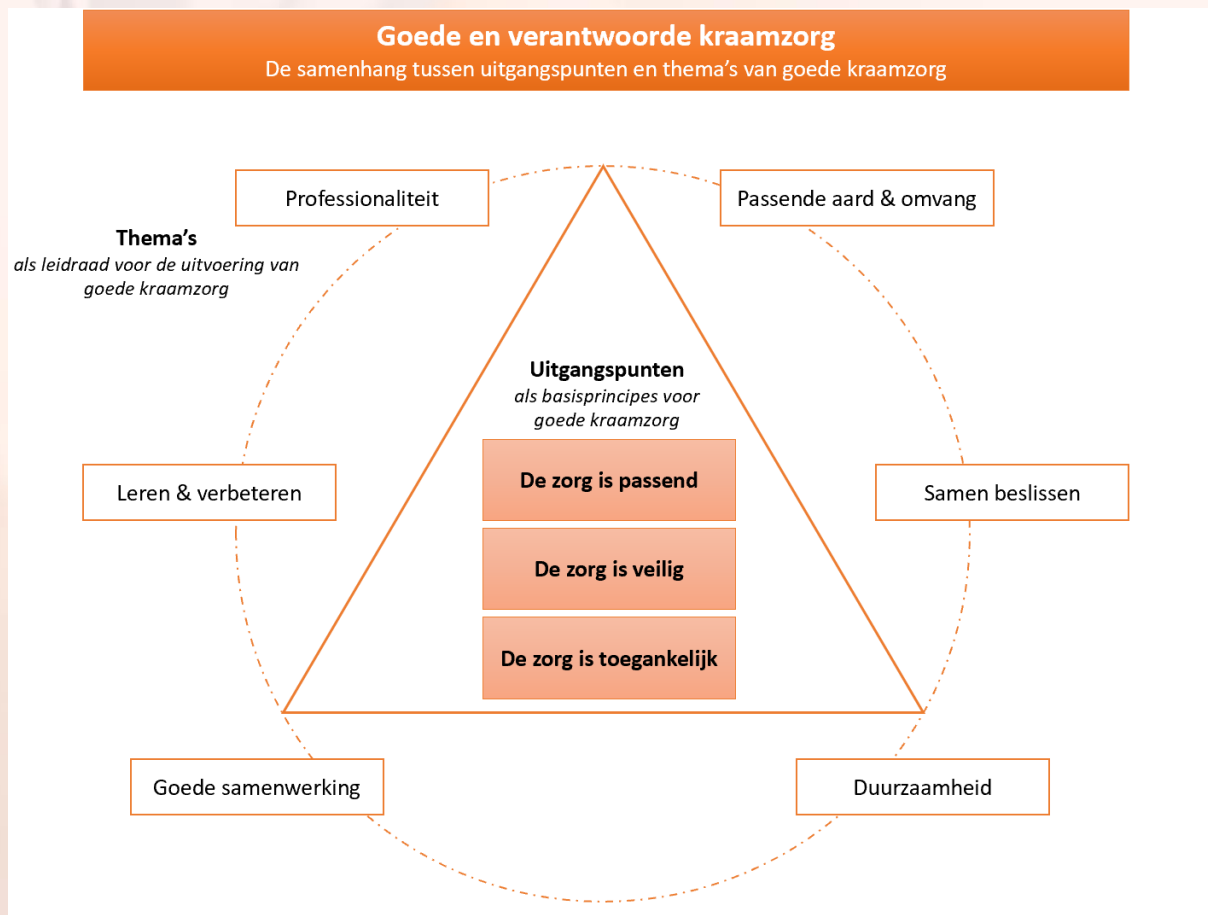 Goede en verantwoorde kraamzorg
De samenhang tussen uitgangspunten en thema's van goede kraamzorg
Professionaliteit
Passende aard & omvang
Thema's
als leidraad voor de uitvoering van
goede kraamzorg
Uitgangspunten
als basisprincipes voor
goede kraamzorg
De zorg is passend
Leren & verbeteren
Samen beslissen
De zorg is veilig
De zorg is toegankelijk
Goede samenwerking
Duurzaamheid